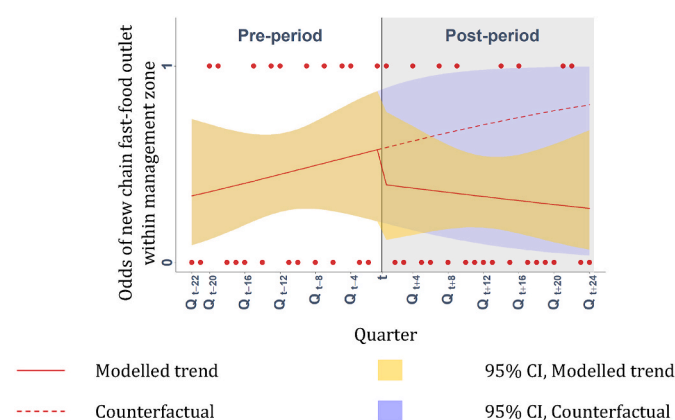 Pre-period
Post-period
Odds of new chain fast-food outlet
within management zone
1
0
Q t−22
Q t−20
Q t−16
Q t−12
Q t−8
Q t−4
t
Q t+4
Q t+8
Q t+12
Q t+16
Q t+20
Q t+24
Quarter
Modelled trend
95% CI, Modelled trend
Counterfactual
95% CI, Counterfactual